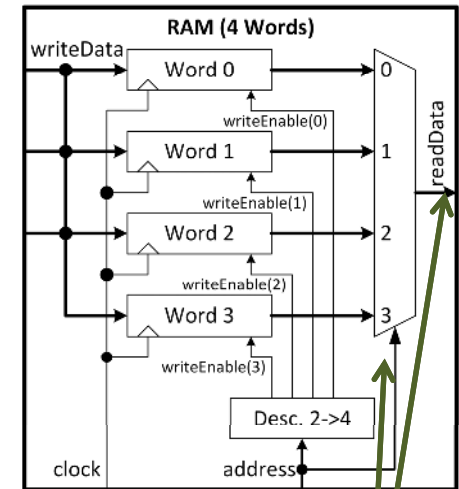 RAM (4 Words)
writeData
Word 0
0
writeEnable(0)
Word 1
1
readData
writeEnable(1)
Word 2
2
writeEnable(2)
Word 3
3
writeEnable(3)
Desc. 2->4
clock
address